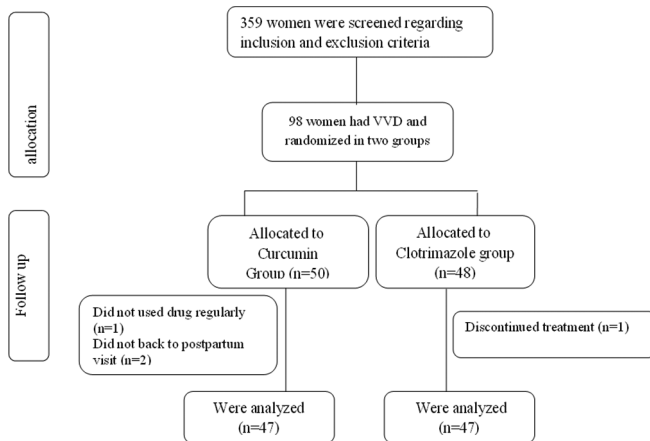 359 women were screened regarding
inclusion and exclusion criteria
allocation
98 women had VVD and
randomized in two groups
Follow up
Allocated to
Curcumin
Group (n=50)
Allocated to
Clotrimazole group
(n=48)
Did not used drug regularly
(n=1)
Did not back to postpartum
visit (n=2)
Discontinued treatment (n=1)
Were analyzed
(n=47)
Were analyzed
(n=47)